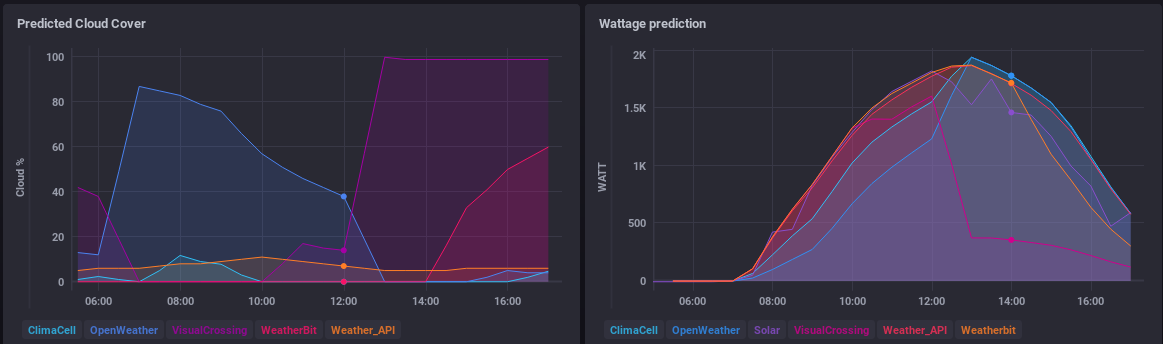 Predicted Cloud Cover
Cloud %
100
80
60
40
20
0
06:00 08:00 10:00 12:00 14:00 16:00
ClimaCell OpenWeather VisualCrossing WeatherBit Weather_API
Wattage prediction
WATT
2K
1.5K
1K
500
0
06:00 08:00 10:00 12:00 14:00 16:00
ClimaCell OpenWeather Solar VisualCrossing Weather_API Weatherbit